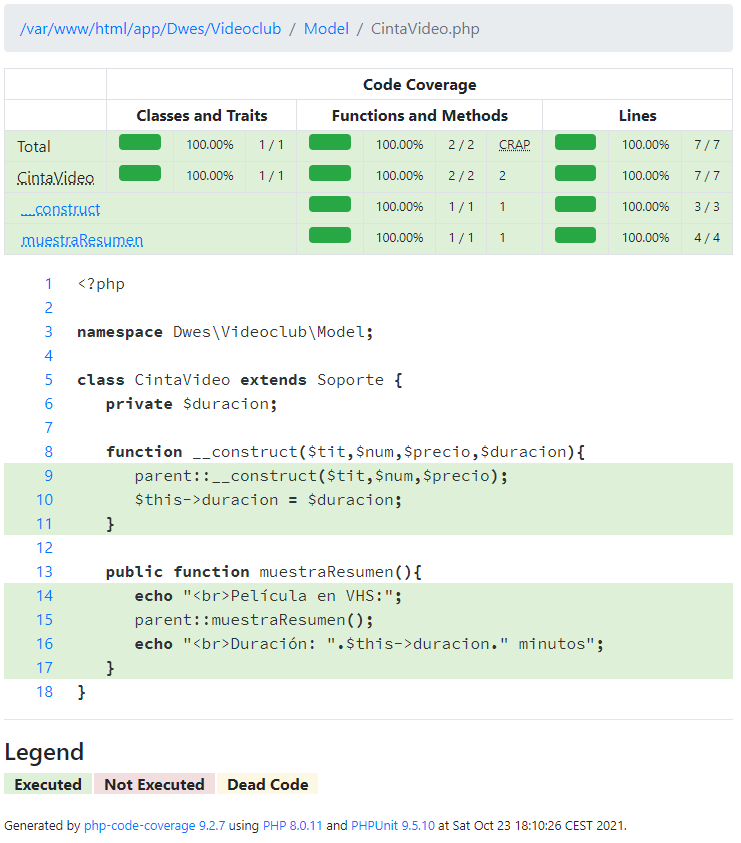 /var/www/html/app/Dwes/Videoclub / Model / CintaVideo.php
Code Coverage
Classes and Traits Functions and Methods Lines
Total 100.00% 1 / 1 100.00% 2 / 2 CRAP 100.00% 7 / 7
CintaVideo 100.00% 1 / 1 100.00% 2 / 2 2 100.00% 7 / 7
__construct 100.00% 1 / 1 1 100.00% 3 / 3
muestraResumen 100.00% 1 / 1 1 100.00% 4 / 4
1 <?php
2
3 namespace Dwes\Videoclub\Model;
4
5 class CintaVideo extends Soporte {
6 private $duracion;
7
8 function __construct($tit,$num,$precio,$duracion){
9 parent::__construct($tit,$num,$precio);
10 $this->duracion = $duracion;
11 }
12
13 public function muestraResumen(){
14 echo "<br>Película en VHS:";
15 parent::muestraResumen();
16 echo "<br>Duración: ".$this->duracion." minutos";
17 }
18 }
Legend
Executed Not Executed Dead Code
Generated by php-code-coverage 9.2.7 using PHP 8.0.11 and PHPUnit 9.5.10 at Sat Oct 23 18:10:26 CEST 2021.